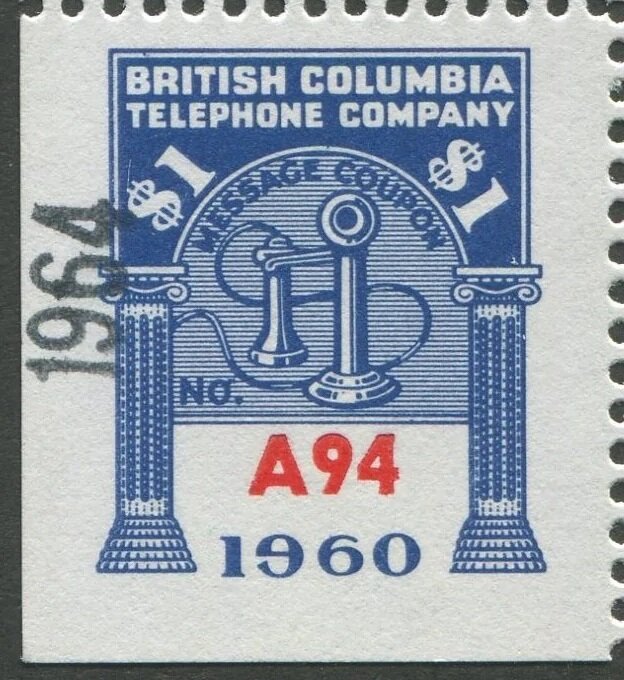 BRITISH COLUMBIA
TELEPHONE COMPANY
$1 $1
MESSAGE COUPON
NO.
A94
1960
1964